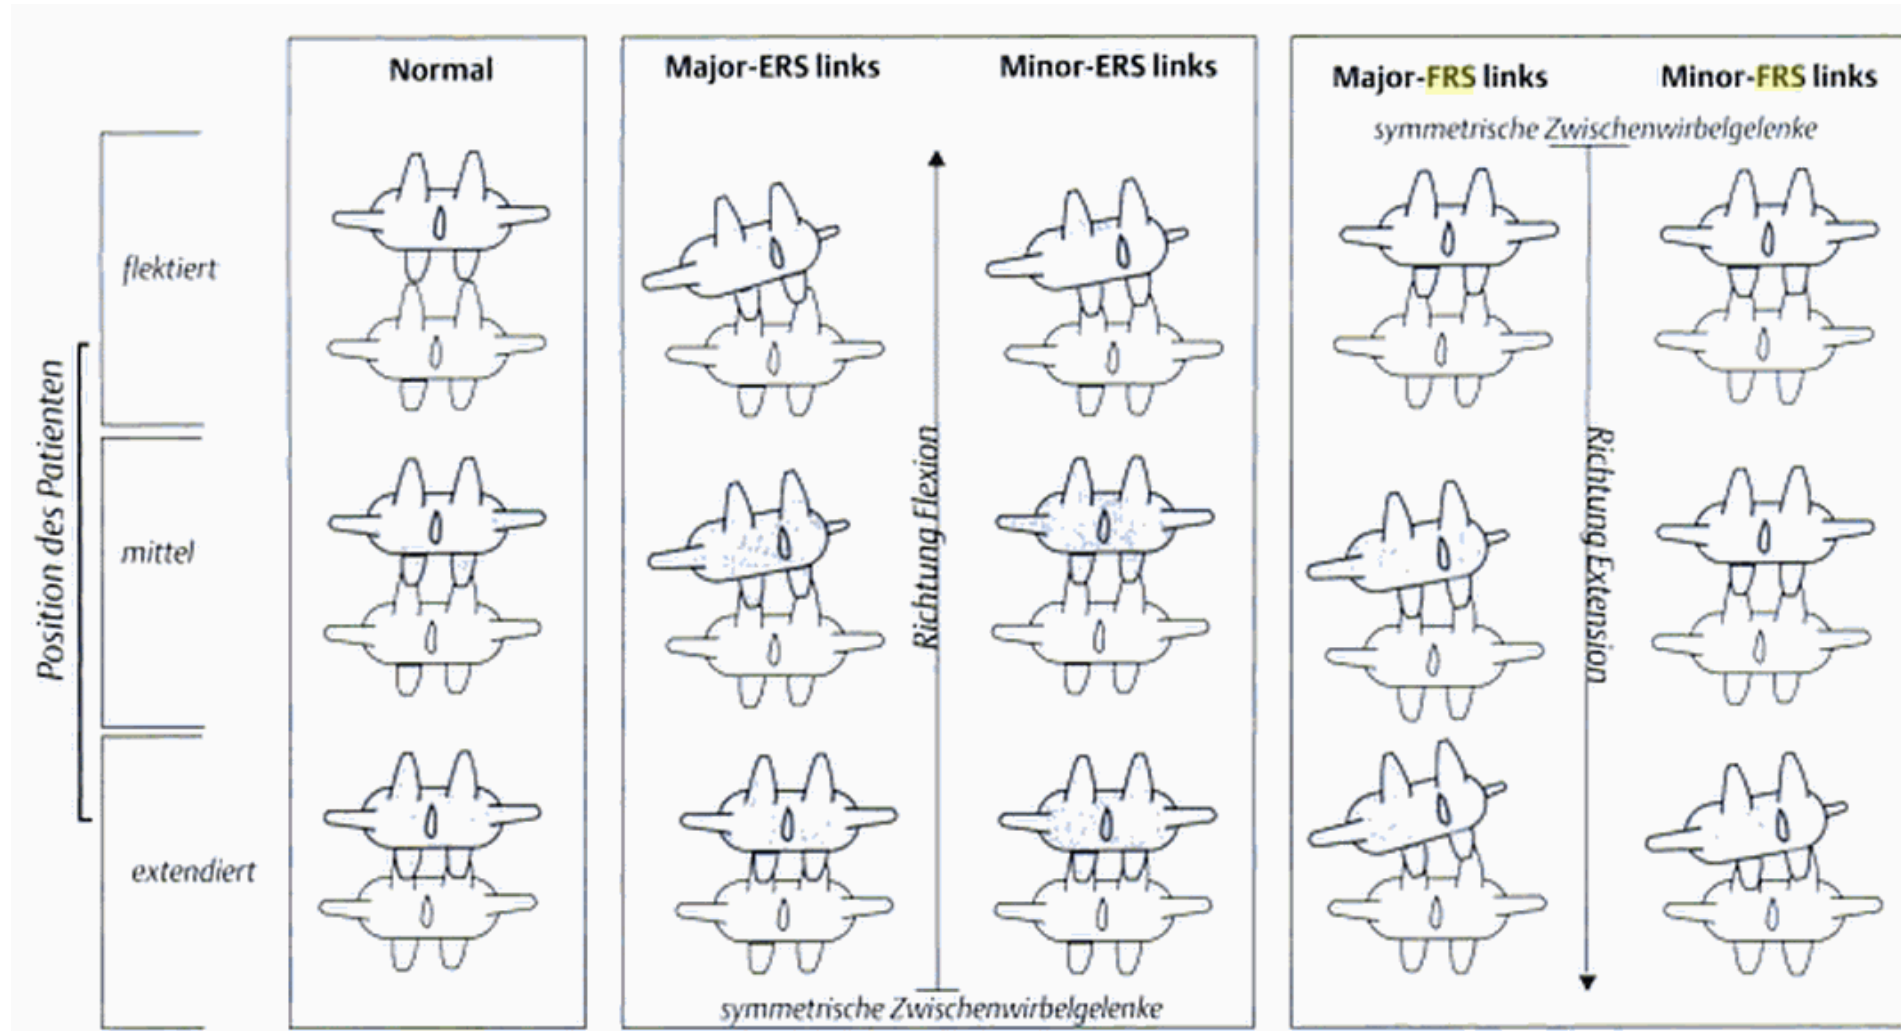 Normal
Major-ERS links
Minor-ERS links
Major-FRS links
Minor-FRS links
symmetrische Zwischenwirbelgelenke
Position des Patienten
flektiert
mittel
extendiert
Richtung Flexion
Richtung Extension
symmetrische Zwischenwirbelgelenke